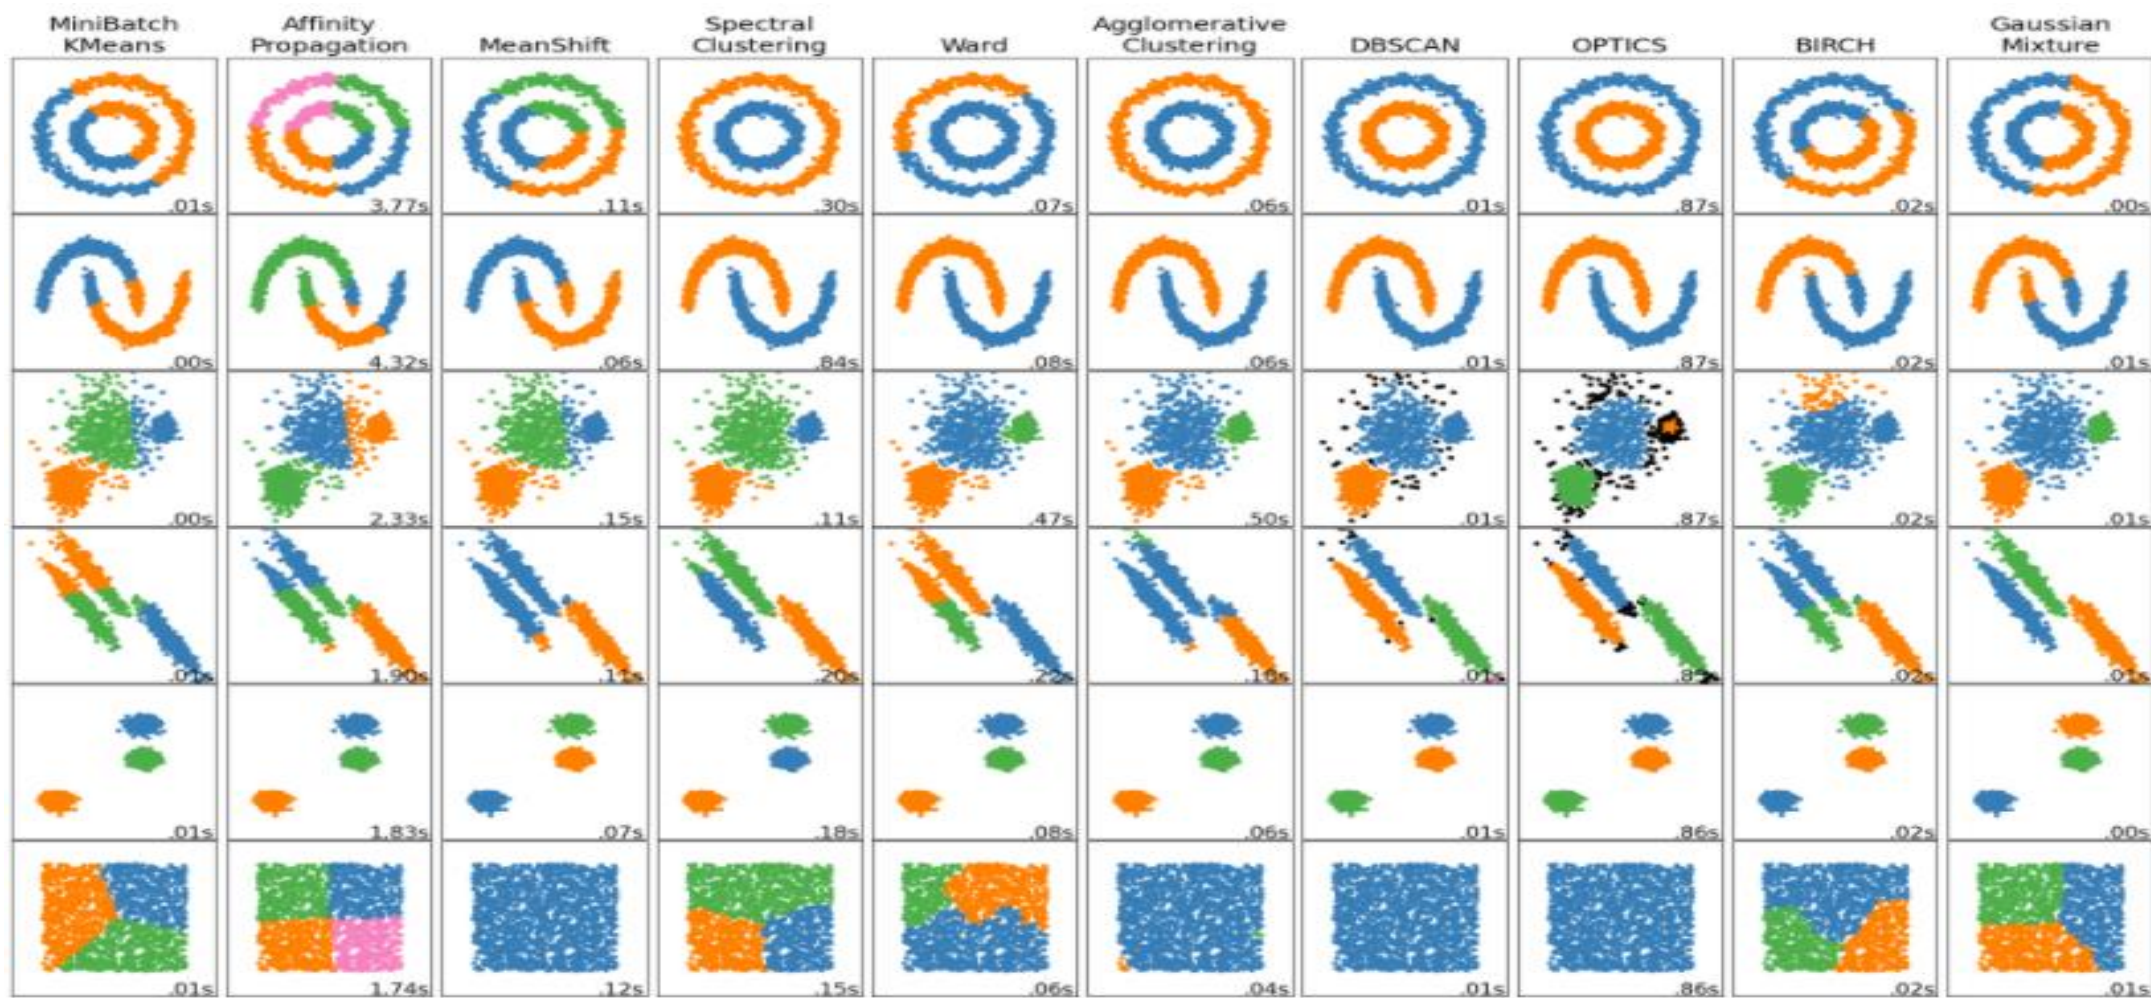 MiniBatch
KMeans
Affinity
Propagation
MeanShift
Spectral
Clustering
Ward
Agglomerative
Clustering
DBSCAN
OPTICS
BIRCH
Gaussian
Mixture
.01s 3.77s .11s .30s .07s .06s .01s .87s .02s .00s
.00s 4.32s .06s .84s .08s .06s .01s .87s .02s .01s
.00s 2.33s .15s .11s .47s .50s .01s .87s .02s .01s
.01s 1.90s .11s .20s .01s .02s .01s
.01s 1.83s .07s .18s .08s .06s .01s .86s .02s .00s
.01s 1.74s .12s .15s .06s .04s .01s .86s .02s .01s